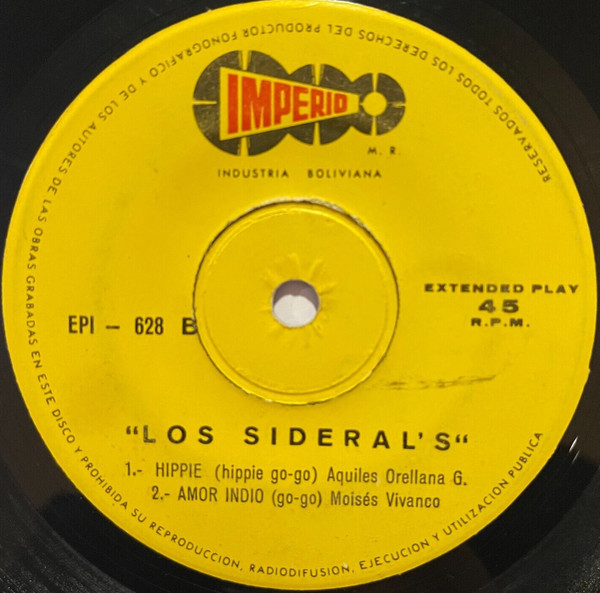 RESERVADOS TODOS LOS DERECHOS DEL PRODUCTOR FONOGRAFICO Y DE LOS AUTORES DE LAS OBRAS GRABADAS EN ESTE DISCO Y PROHIBIDA SU REPRODUCCION, RADIODIFUSION, EJECUCION Y UTILIZACION PUBLICA
IMPERIO
M. R.
INDUSTRIA BOLIVIANA
EXTENDED PLAY
45
R.P.M.
EPI – 628 B
"LOS SIDERAL'S"
1.- HIPPIE (hippie go-go) Aquiles Orellana G.
2.- AMOR INDIO (go-go) Moisés Vivanco